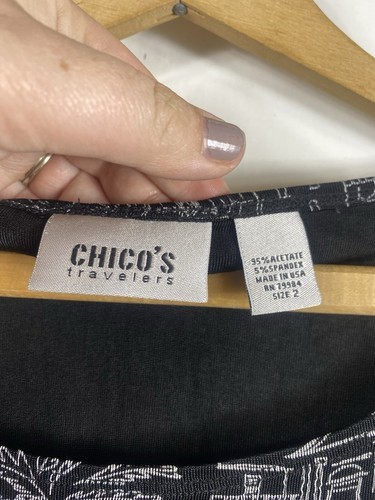 CHICO'S
travelers
95% ACETATE
5% SPANDEX
MADE IN USA
RN 79984
SIZE 2